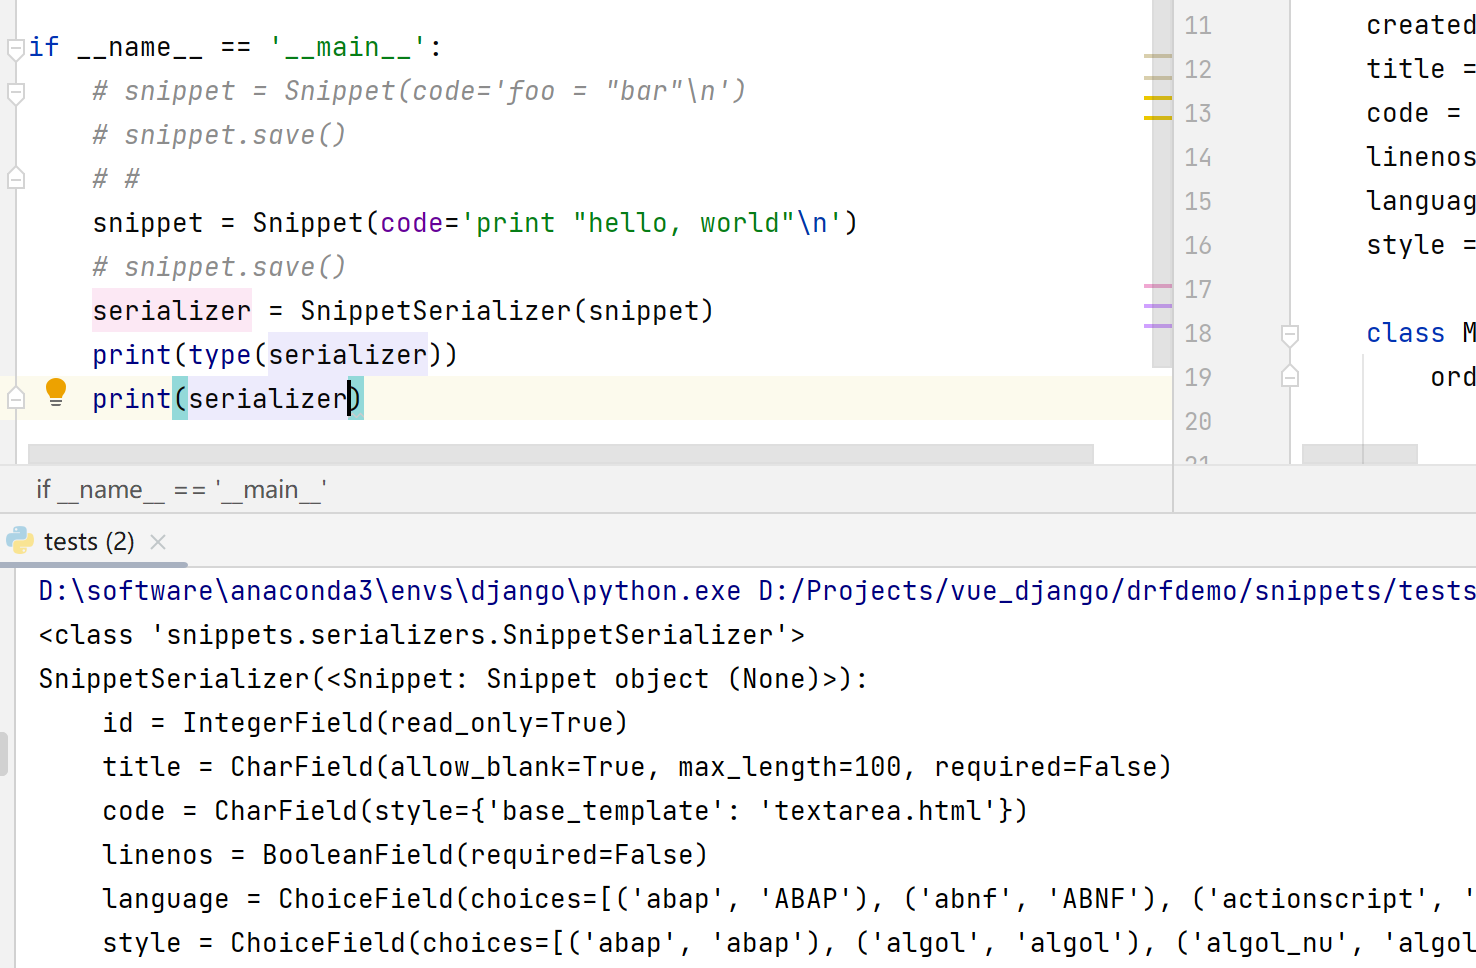 if __name__ == '__main__':
    # snippet = Snippet(code='foo = "bar"\n')
    # snippet.save()
    # #
    snippet = Snippet(code='print "hello, world"\n')
    # snippet.save()
    serializer = SnippetSerializer(snippet)
    print(type(serializer))
    print(serializer)
11 created
12 title =
13 code =
14 linenos
15 languag
16 style =
17
18 class M
19 ord
20
21
if __name__ == '__main__'
tests (2)
D:\software\anaconda3\envs\django\python.exe D:/Projects/vue_django/drfdemo/snippets/tests
<class 'snippets.serializers.SnippetSerializer'>
SnippetSerializer(<Snippet: Snippet object (None)>):
    id = IntegerField(read_only=True)
    title = CharField(allow_blank=True, max_length=100, required=False)
    code = CharField(style={'base_template': 'textarea.html'})
    linenos = BooleanField(required=False)
    language = ChoiceField(choices=[('abap', 'ABAP'), ('abnf', 'ABNF'), ('actionscript', '
    style = ChoiceField(choices=[('abap', 'abap'), ('algol', 'algol'), ('algol_nu', 'algol